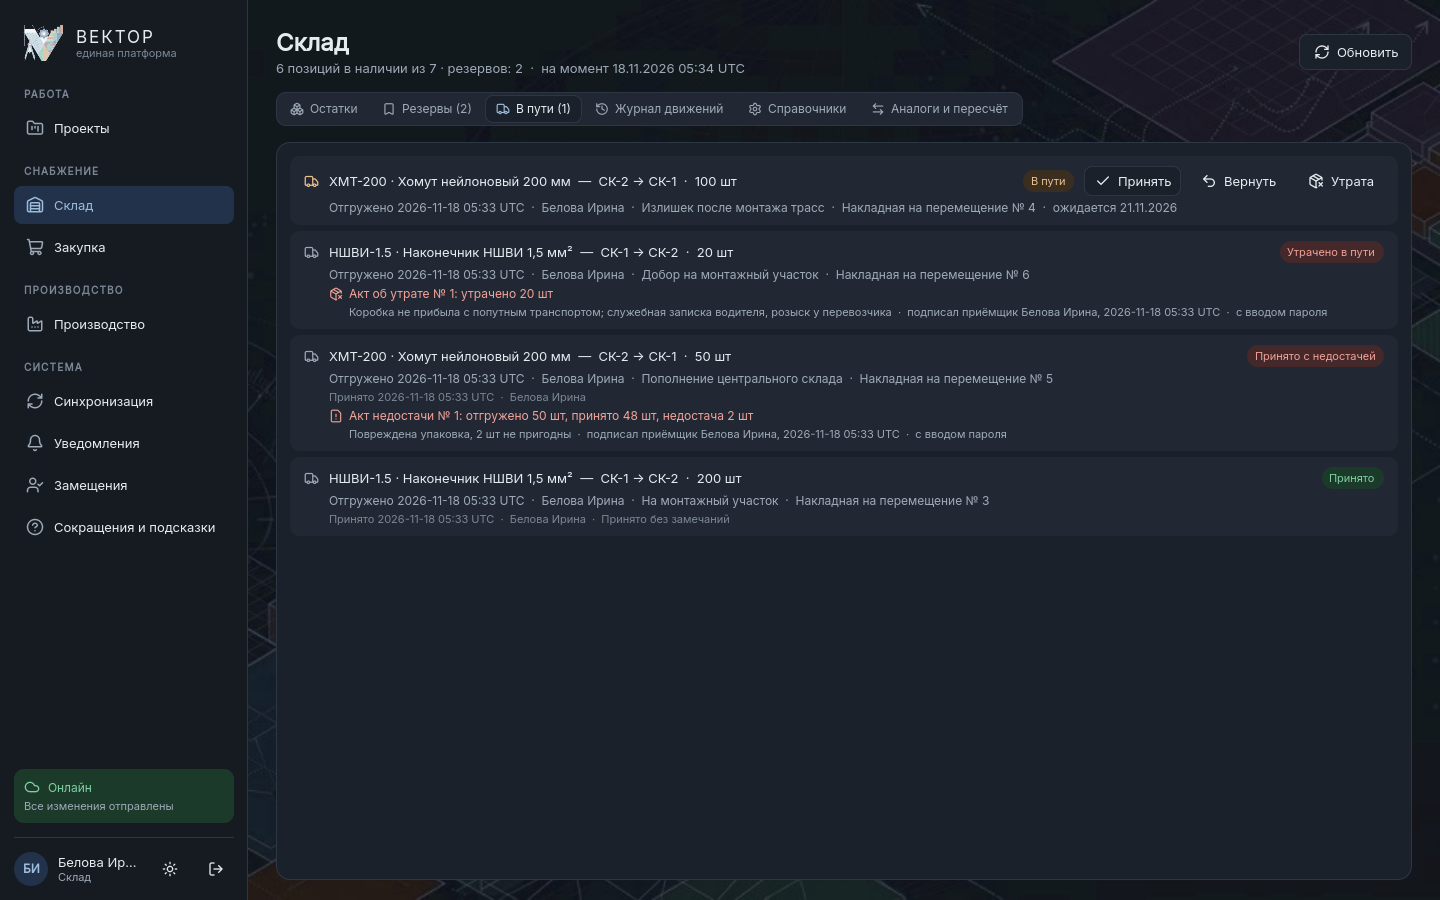 ВЕКТОР
единая платформа
РАБОТА
Проекты
СНАБЖЕНИЕ
Склад
Закупка
ПРОИЗВОДСТВО
Производство
СИСТЕМА
Синхронизация
Уведомления
Замещения
Сокращения и подсказки
Онлайн
Все изменения отправлены
БИ
Белова Ир...
Склад
Склад
6 позиций в наличии из 7 · резервов: 2 · на момент 18.11.2026 05:34 UTC
Обновить
Остатки
Резервы (2)
В пути (1)
Журнал движений
Справочники
Аналоги и пересчёт
ХМТ-200 · Хомут нейлоновый 200 мм — СК-2 → СК-1 · 100 шт
В пути
Принять
Вернуть
Утрата
Отгружено 2026-11-18 05:33 UTC · Белова Ирина · Излишек после монтажа трасс · Накладная на перемещение № 4 · ожидается 21.11.2026
НШВИ-1.5 · Наконечник НШВИ 1,5 мм² — СК-1 → СК-2 · 20 шт
Утрачено в пути
Отгружено 2026-11-18 05:33 UTC · Белова Ирина · Добор на монтажный участок · Накладная на перемещение № 6
Акт об утрате № 1: утрачено 20 шт
Коробка не прибыла с попутным транспортом; служебная записка водителя, розыск у перевозчика · подписал приёмщик Белова Ирина, 2026-11-18 05:33 UTC · с вводом пароля
ХМТ-200 · Хомут нейлоновый 200 мм — СК-2 → СК-1 · 50 шт
Принято с недостачей
Отгружено 2026-11-18 05:33 UTC · Белова Ирина · Пополнение центрального склада · Накладная на перемещение № 5
Принято 2026-11-18 05:33 UTC · Белова Ирина
Акт недостачи № 1: отгружено 50 шт, принято 48 шт, недостача 2 шт
Повреждена упаковка, 2 шт не пригодны · подписал приёмщик Белова Ирина, 2026-11-18 05:33 UTC · с вводом пароля
НШВИ-1.5 · Наконечник НШВИ 1,5 мм² — СК-1 → СК-2 · 200 шт
Принято
Отгружено 2026-11-18 05:33 UTC · Белова Ирина · На монтажный участок · Накладная на перемещение № 3
Принято 2026-11-18 05:33 UTC · Белова Ирина · Принято без замечаний